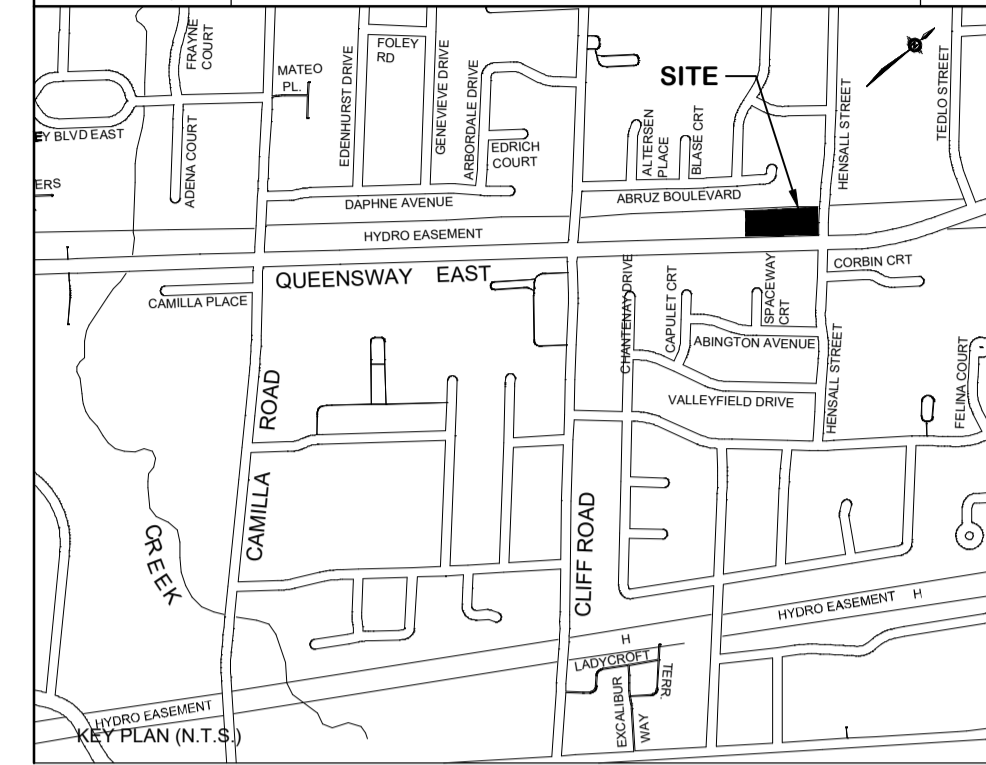 FRAYNE
COURT
FOLEY
RD
MATEO
PL.
EDENHURST DRIVE
GENEVIEVE DRIVE
ARBORDALE DRIVE
SITE
HENSALL STREET
TEDLO STREET
EY BLVD EAST
ADENA COURT
EDRICH
COURT
ALTERSEN
PLACE
BLASE CRT
ERS
DAPHNE AVENUE
ABRUZ BOULEVARD
HYDRO EASEMENT
QUEENSWAY EAST
CORBIN CRT
CAMILLA PLACE
CHANTENAY DRIVE
CAPULET CRT
SPACEWAY
CRT
ABINGTON AVENUE
HENSALL STREET
FELINA COURT
VALLEYFIELD DRIVE
CAMILLA ROAD
CREEK
CLIFF ROAD
HYDRO EASEMENT H
H
LADYCROFT
TERR.
EXCALIBUR
WAY
HYDRO EASEMENT
KEY PLAN (N.T.S.)